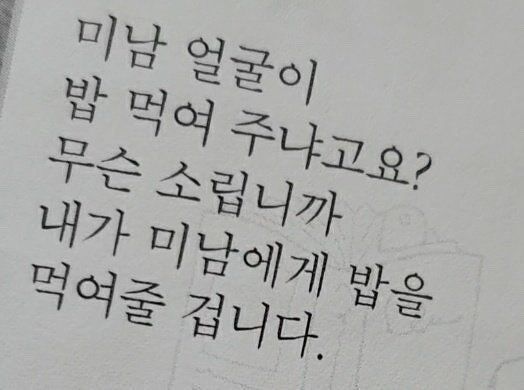 미남 얼굴이
밥 먹여 주냐고요?
무슨 소립니까
내가 미남에게 밥을
먹여줄 겁니다.